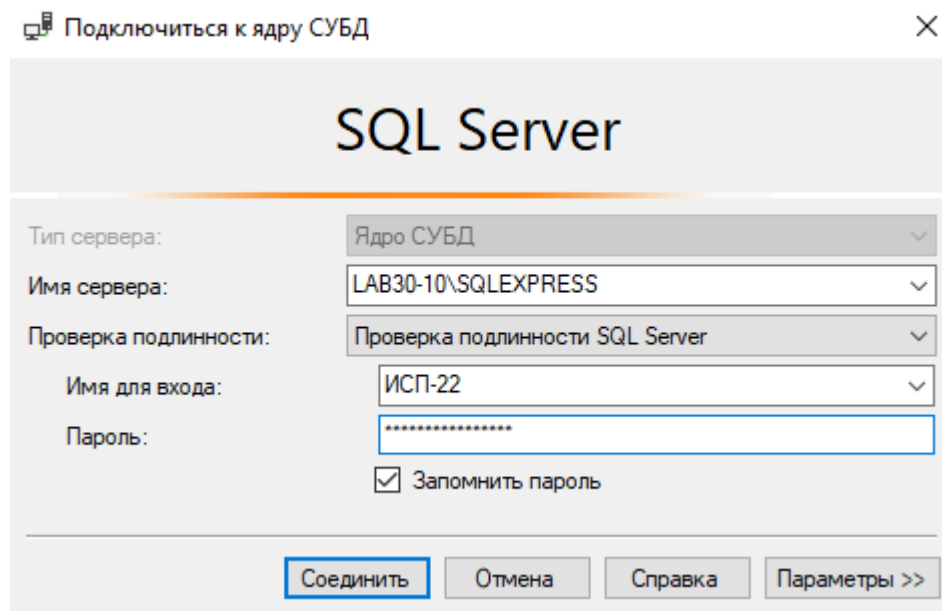 Подключиться к ядру СУБД
SQL Server
Тип сервера: Ядро СУБД
Имя сервера: LAB30-10\SQLEXPRESS
Проверка подлинности: Проверка подлинности SQL Server
Имя для входа: ИСП-22
Пароль: ****************
Запомнить пароль
Соединить Отмена Справка Параметры >>